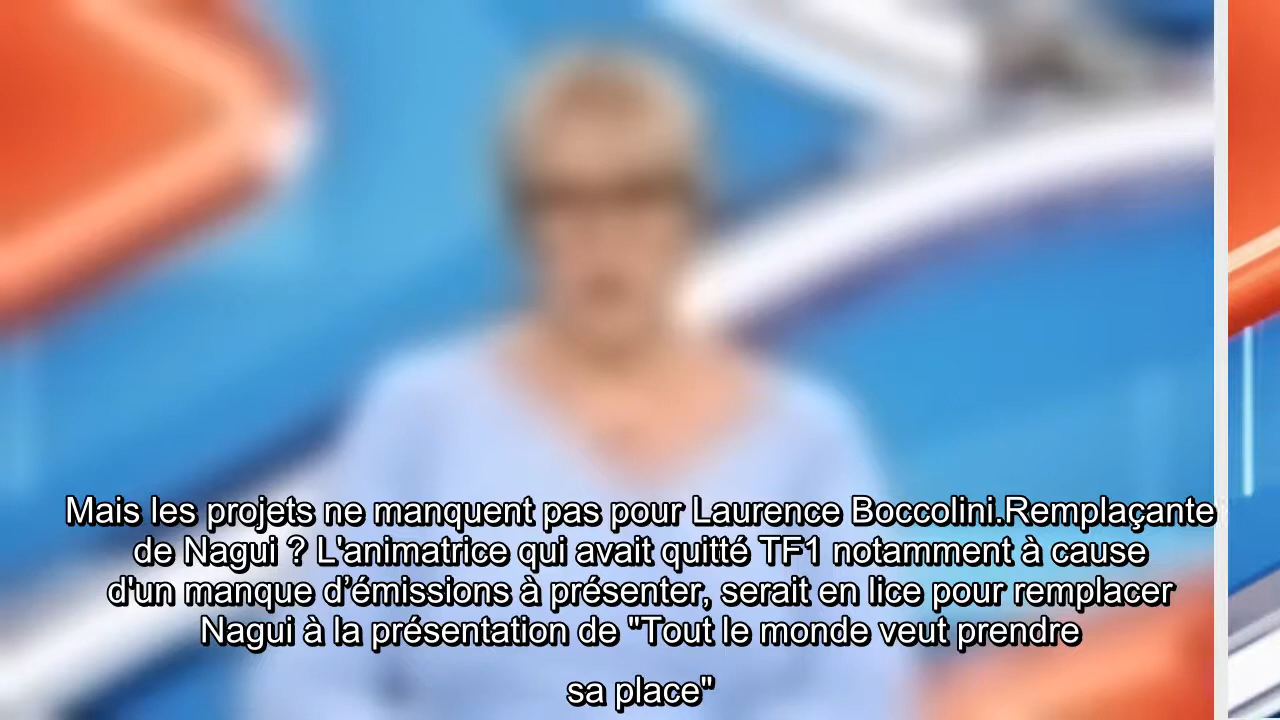 Mais les projets ne manquent pas pour Laurence Boccolini.Remplaçante
de Nagui ? L'animatrice qui avait quitté TF1 notamment à cause
d'un manque d’émissions à présenter, serait en lice pour remplacer
Nagui à la présentation de "Tout le monde veut prendre
sa place"